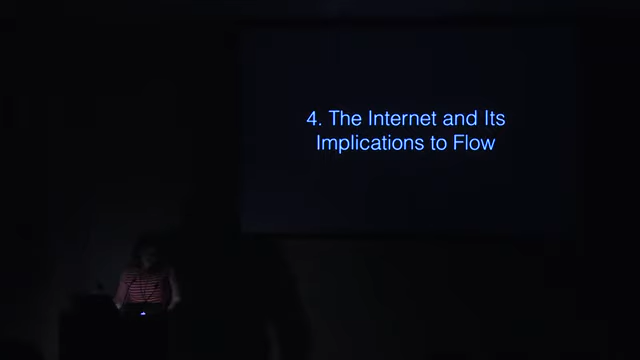 4. The Internet and Its
Implications to Flow